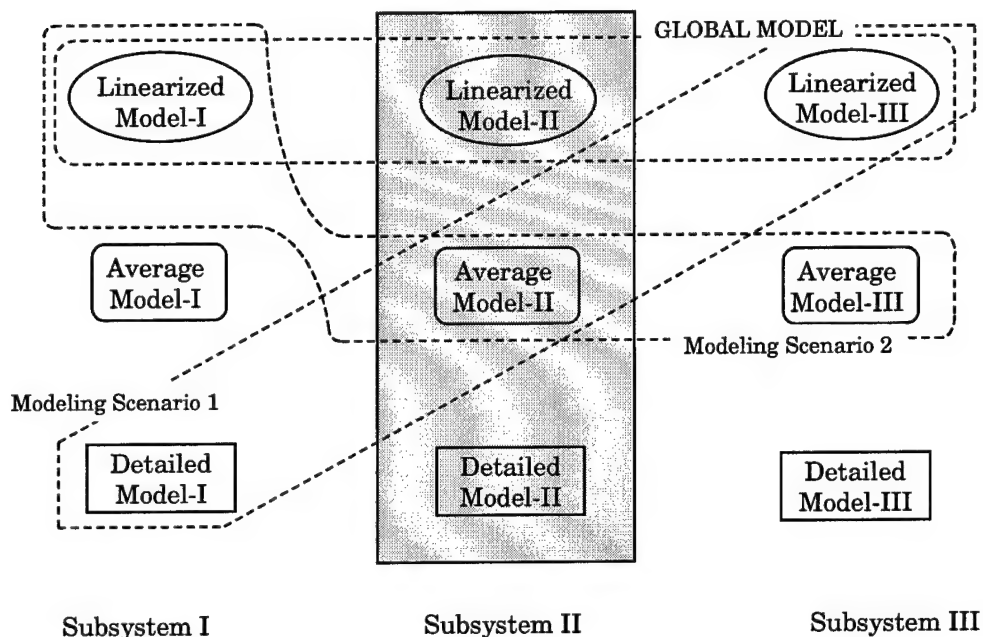 GLOBAL MODEL
Linearized
Model-I
Linearized
Model-II
Linearized
Model-III
Average
Model-I
Average
Model-II
Average
Model-III
Modeling Scenario 2
Modeling Scenario 1
Detailed
Model-I
Detailed
Model-II
Detailed
Model-III
Subsystem I
Subsystem II
Subsystem III